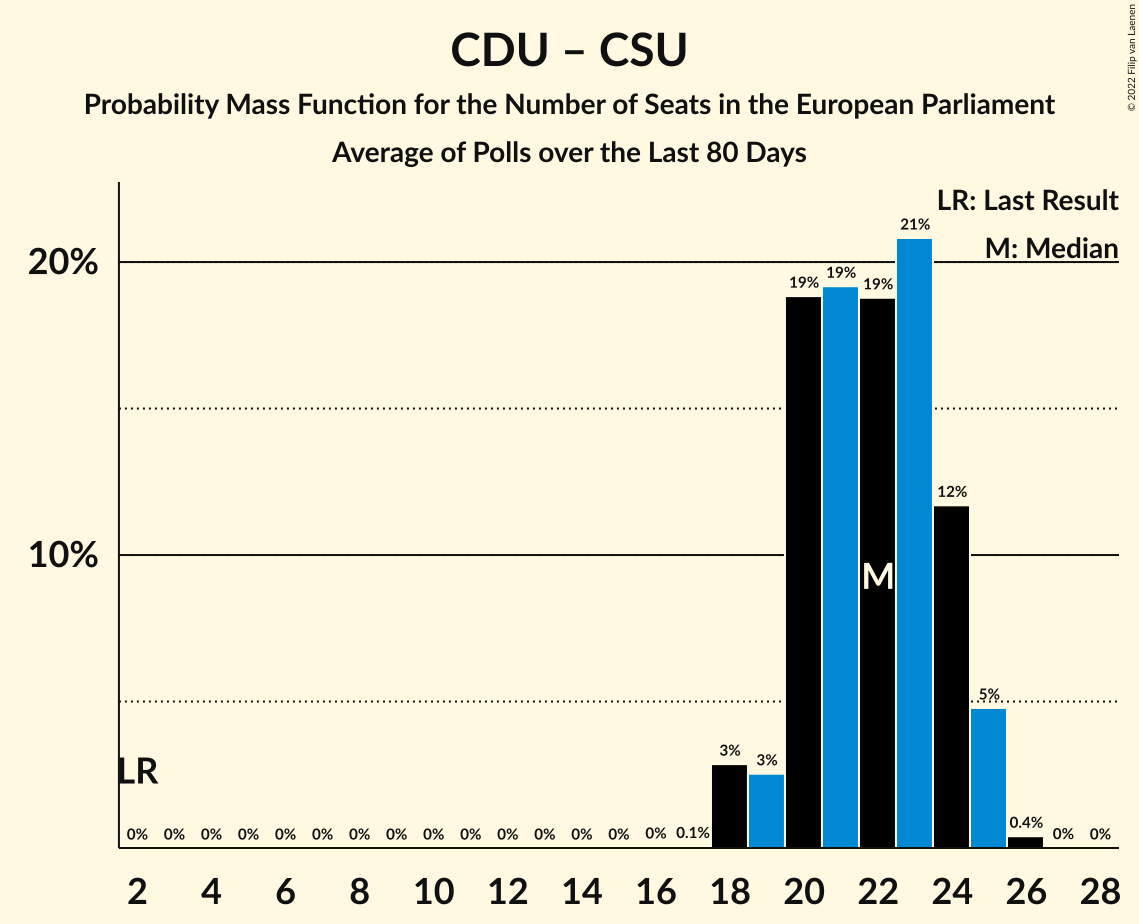 CDU – CSU
Probability Mass Function for the Number of Seats in the European Parliament
Average of Polls over the Last 80 Days
© 2022 Filip van Laenen
LR: Last Result
M: Median
20%
10%
21%
19% 19% 19%
12%
M
5%
3% 3%
LR
0% 0% 0% 0% 0% 0% 0% 0% 0% 0% 0% 0% 0% 0% 0% 0.1% 0.4% 0% 0%
2 4 6 8 10 12 14 16 18 20 22 24 26 28